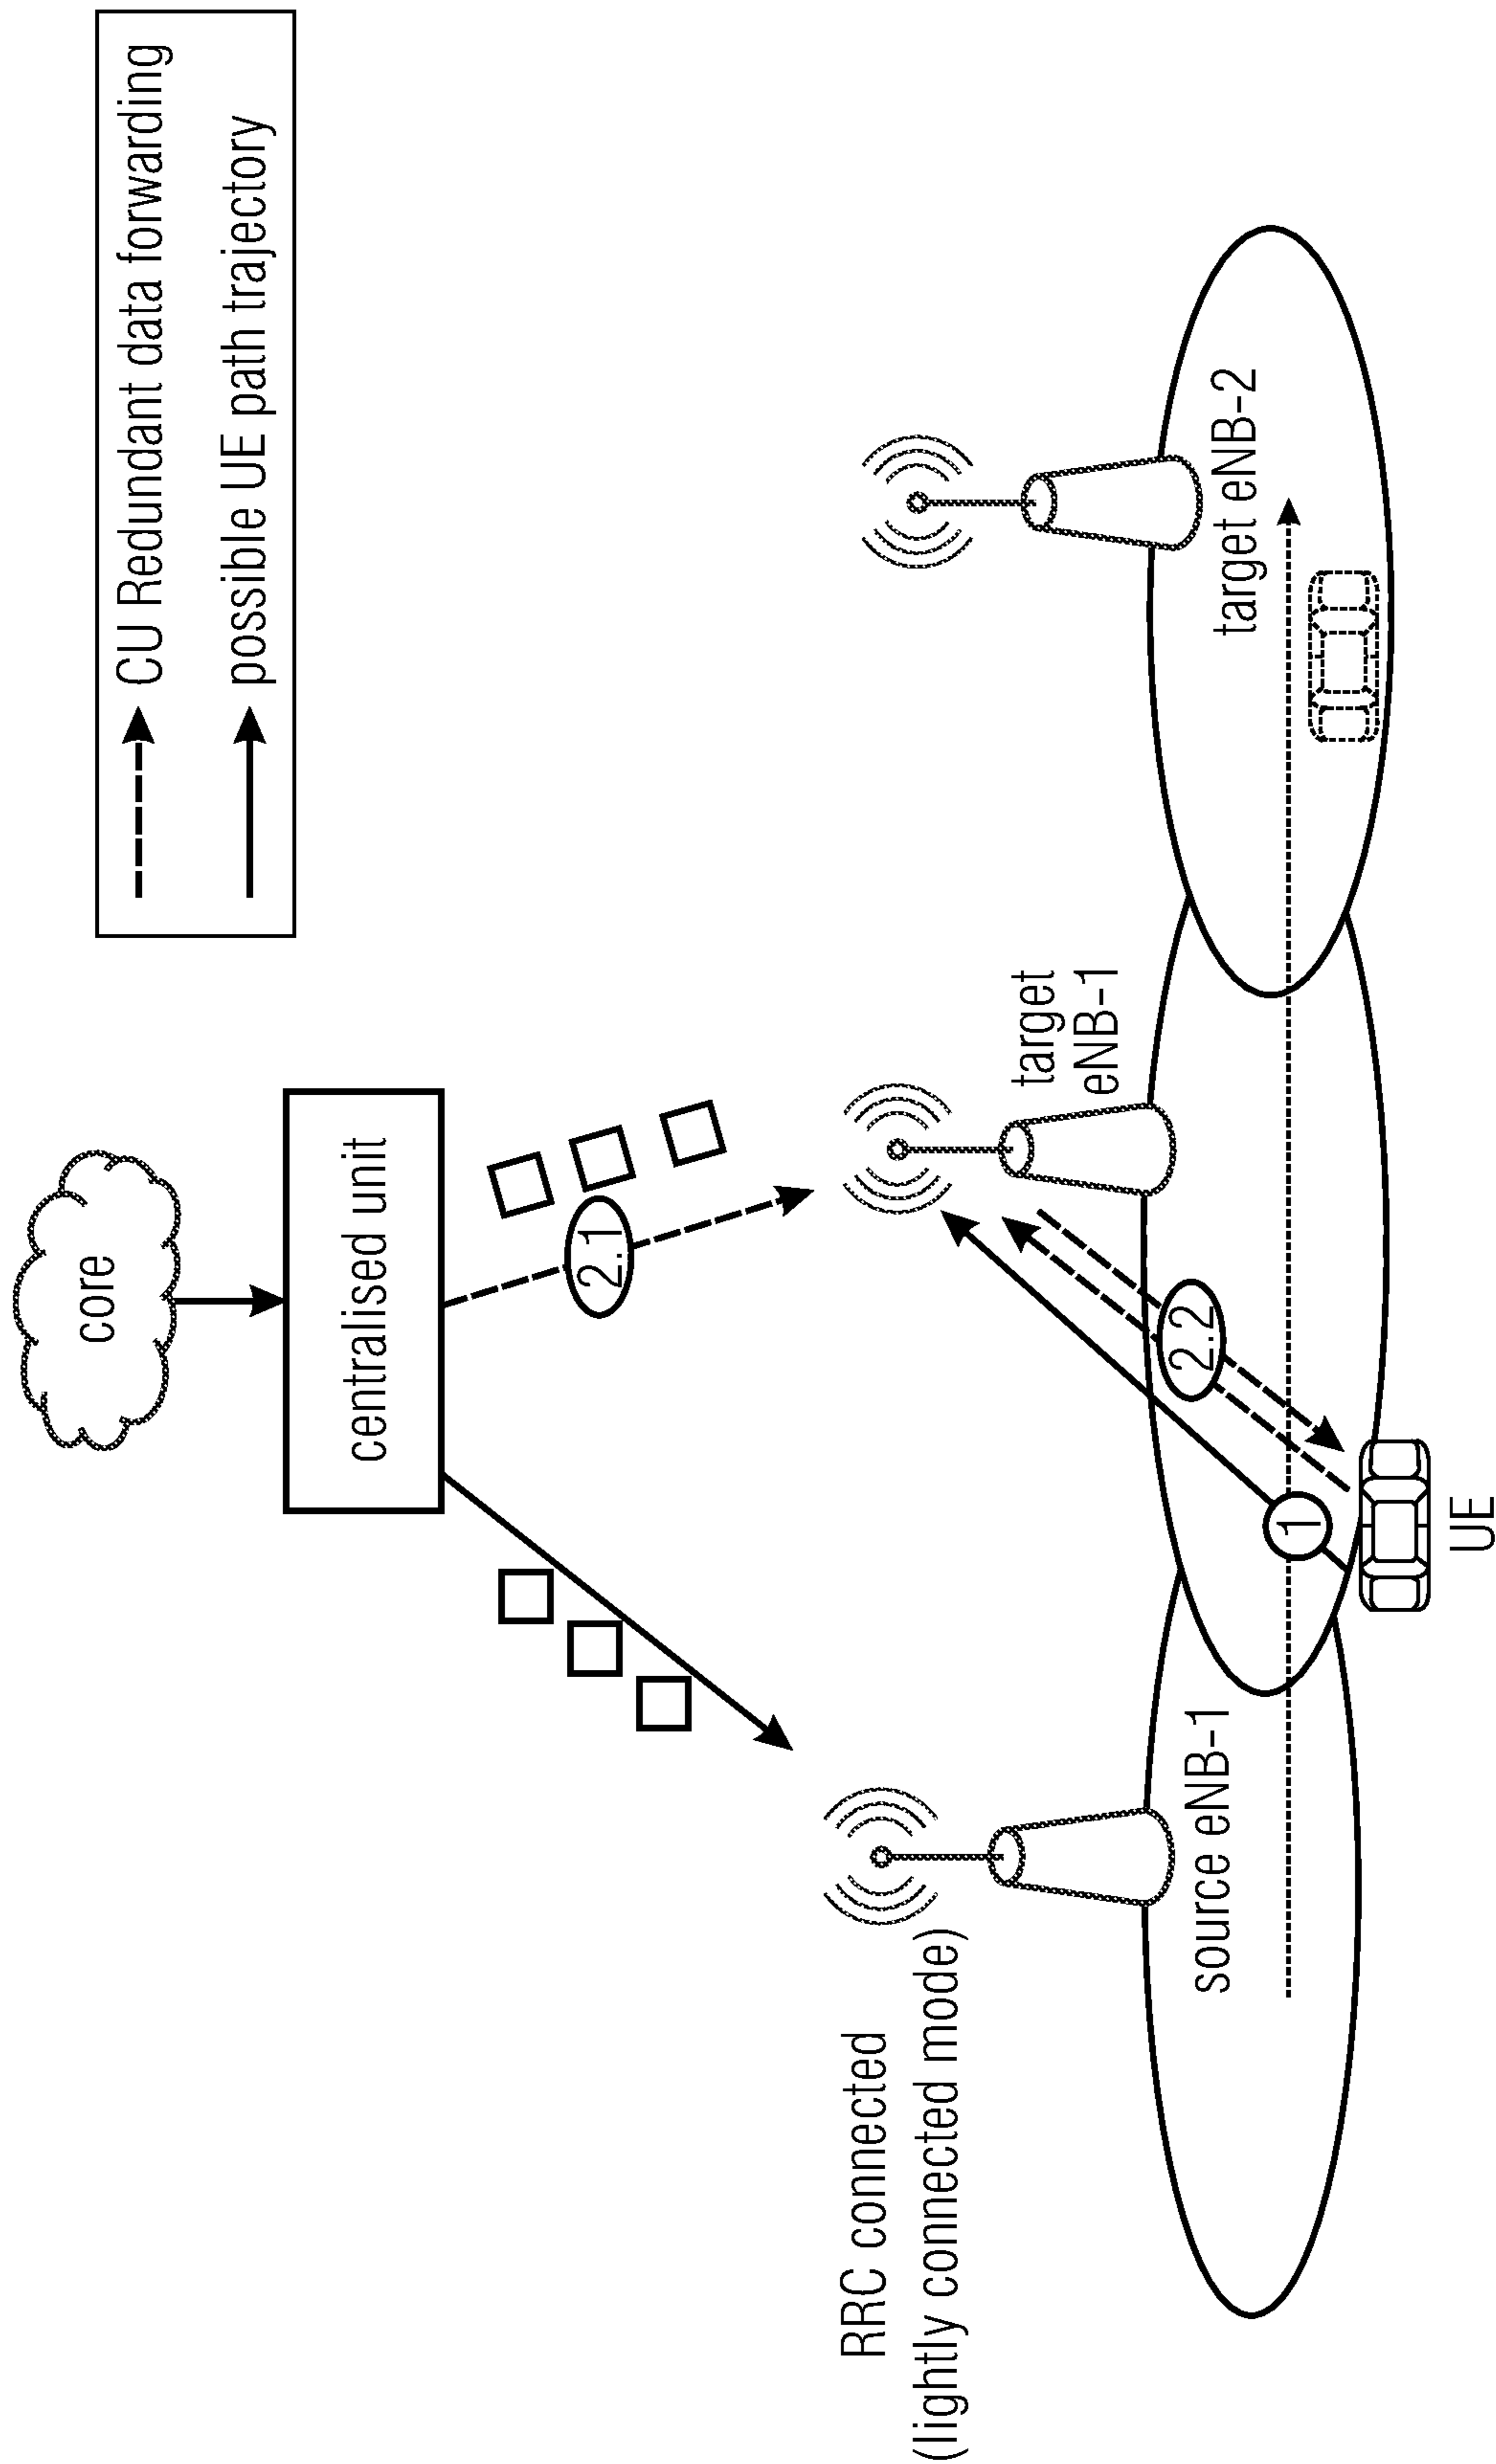 CU Redundant data forwarding
possible UE path trajectory
core
centralised unit
2.1
RRC connected
(lightly connected mode)
target
eNB-1
2.2
source eNB-1
target eNB-2
1
UE